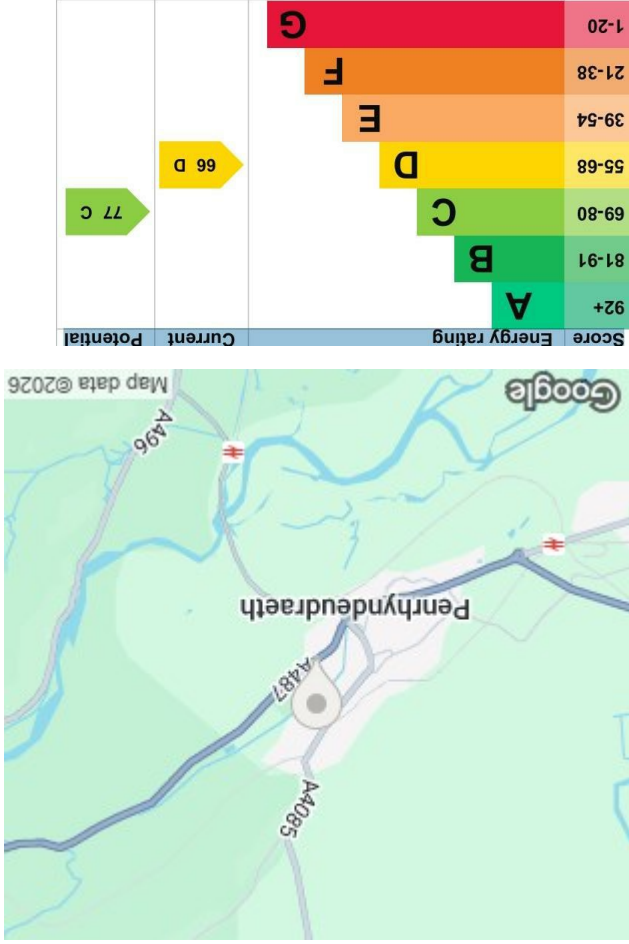 A4085
A487
Penrhyndeudraeth
A496
Google
Map data ©2026
Score Energy rating Current Potential
92+ A
81-91 B
69-80 C 77 C
55-68 D 66 D
39-54 E
21-38 F
1-20 G